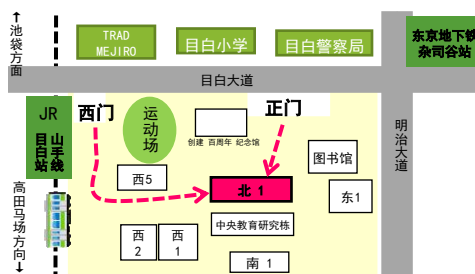 ↑池袋方面
TRAD
MEJIRO
目白小学
目白警察局
东京地下铁
杂司谷站
目白大道
JR
山手线
目白站
西门
运动场
正门
创建 百周年 纪念馆
明治大道
图书馆
西5
北 1
东1
中央教育研究栋
西
2
西
1
南 1
高田马场方向↓